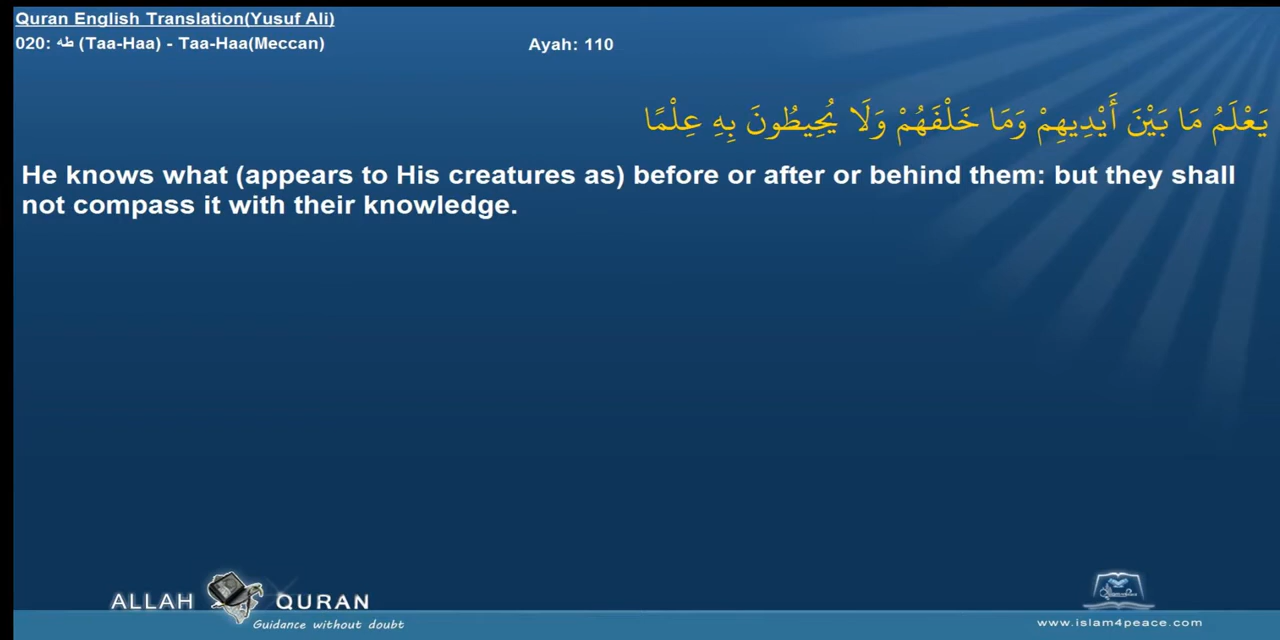 Quran English Translation(Yusuf Ali)
020: طه (Taa-Haa) - Taa-Haa(Meccan) Ayah: 110
يَعْلَمُ مَا بَيْنَ أَيْدِيهِمْ وَمَا خَلْفَهُمْ وَلَا يُحِيطُونَ بِهِ عِلْمًا
He knows what (appears to His creatures as) before or after or behind them: but they shall
not compass it with their knowledge.
ALLAH QURAN
Guidance without doubt
www.islam4peace.com